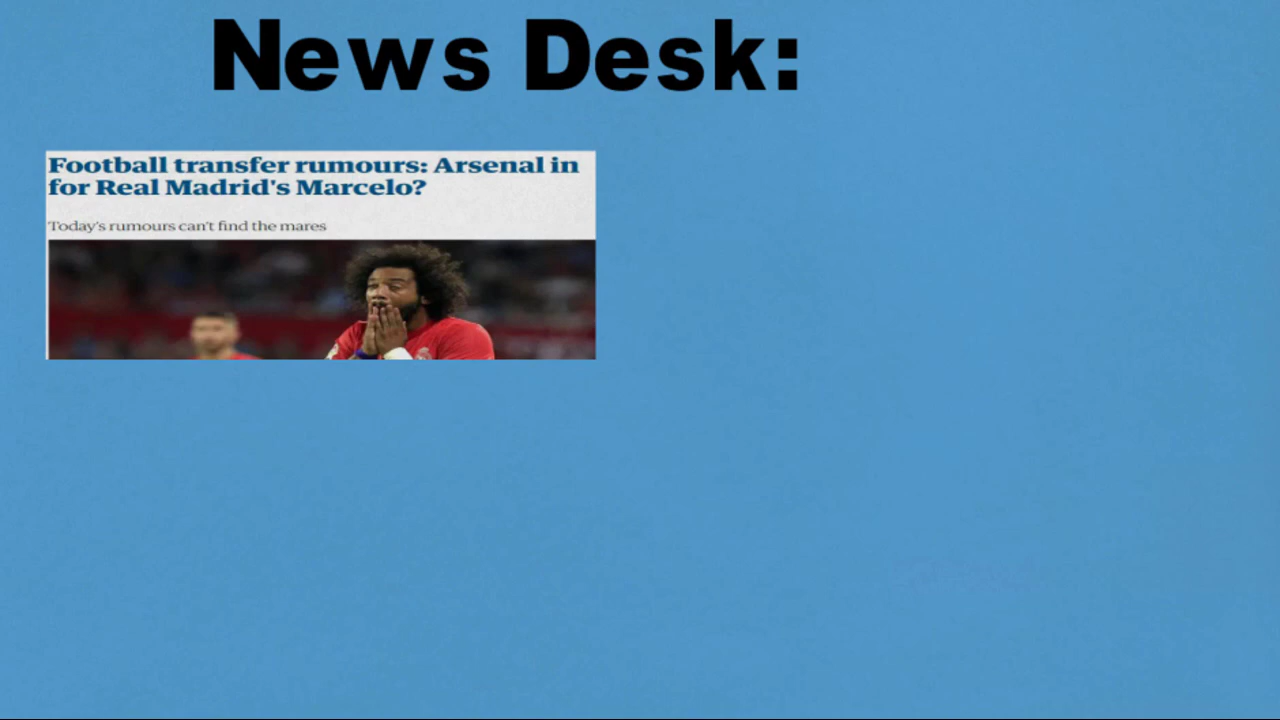 News Desk:
Football transfer rumours: Arsenal in
for Real Madrid's Marcelo?
Today's rumours can't find the mares